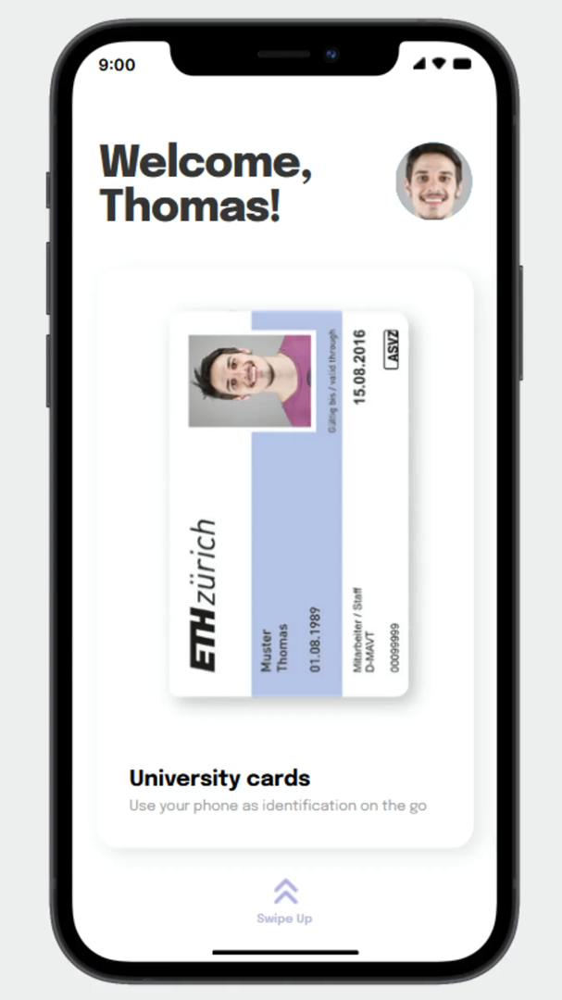 9:00
Welcome,
Thomas!
ETH zürich
Muster
Thomas
01.08.1989
Mitarbeiter / Staff
D-MAVT
00099999
Gültig bis / valid through
15.08.2016
ASVZ
University cards
Use your phone as identification on the go
Swipe Up